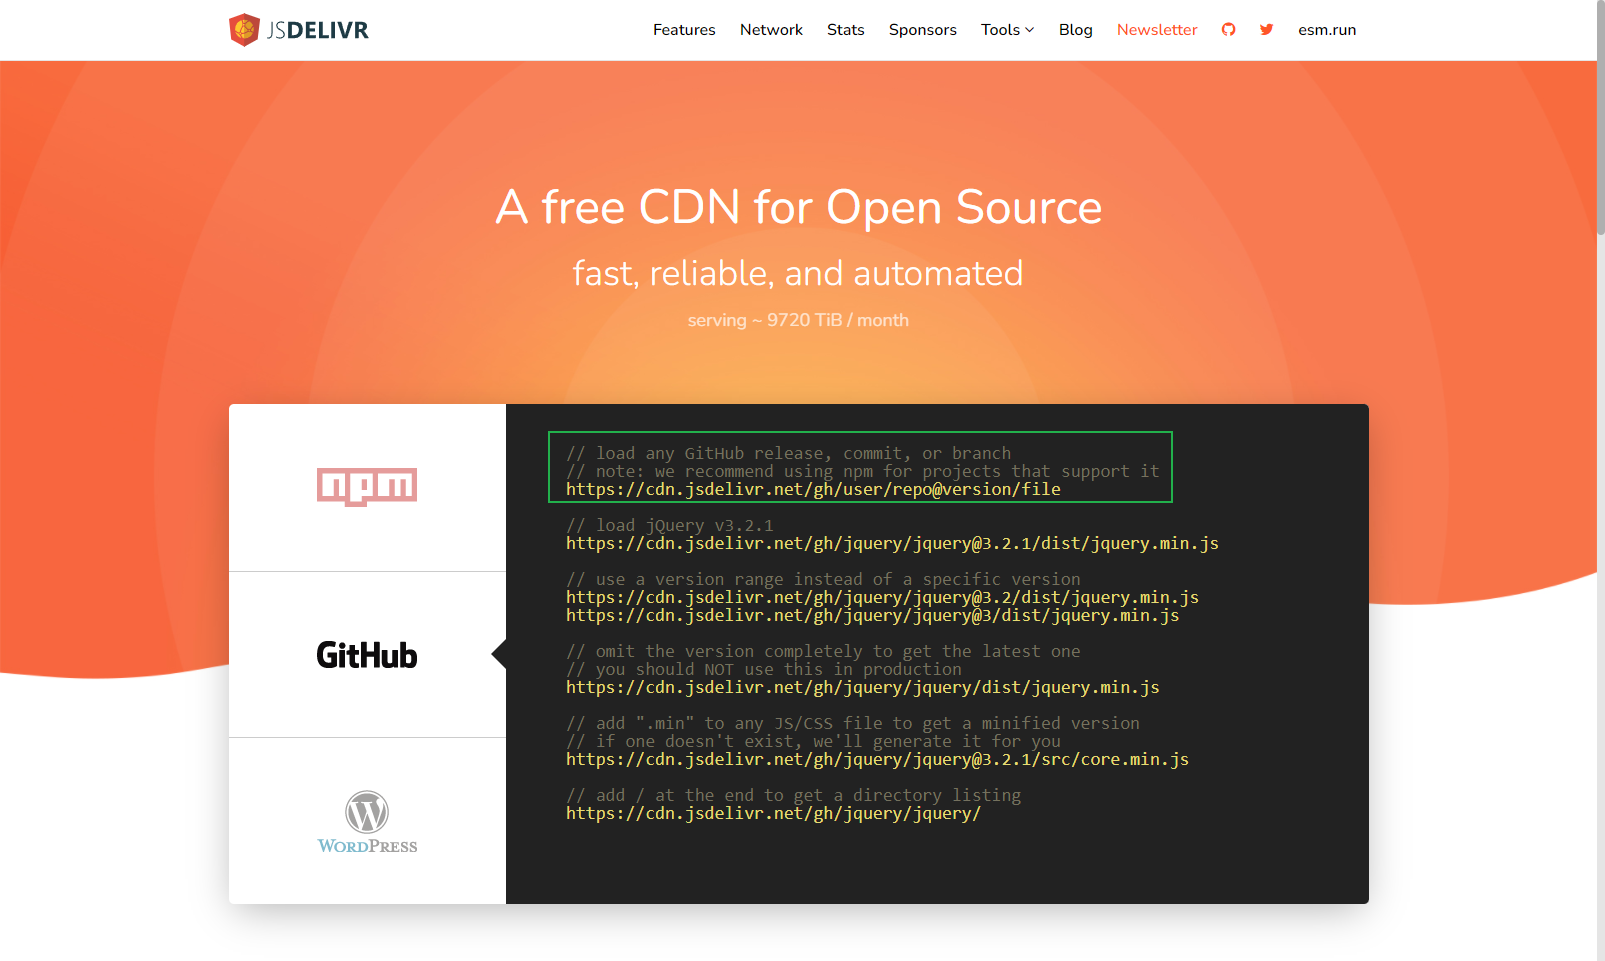 JSDELIVR
Features Network Stats Sponsors Tools Blog Newsletter esm.run
A free CDN for Open Source
fast, reliable, and automated
serving ~ 9720 TiB / month
npm
GitHub
WORDPRESS
// load any GitHub release, commit, or branch
// note: we recommend using npm for projects that support it
https://cdn.jsdelivr.net/gh/user/repo@version/file
// load jQuery v3.2.1
https://cdn.jsdelivr.net/gh/jquery/jquery@3.2.1/dist/jquery.min.js
// use a version range instead of a specific version
https://cdn.jsdelivr.net/gh/jquery/jquery@3.2/dist/jquery.min.js
https://cdn.jsdelivr.net/gh/jquery/jquery@3/dist/jquery.min.js
// omit the version completely to get the latest one
// you should NOT use this in production
https://cdn.jsdelivr.net/gh/jquery/jquery/dist/jquery.min.js
// add ".min" to any JS/CSS file to get a minified version
// if one doesn't exist, we'll generate it for you
https://cdn.jsdelivr.net/gh/jquery/jquery@3.2.1/src/core.min.js
// add / at the end to get a directory listing
https://cdn.jsdelivr.net/gh/jquery/jquery/